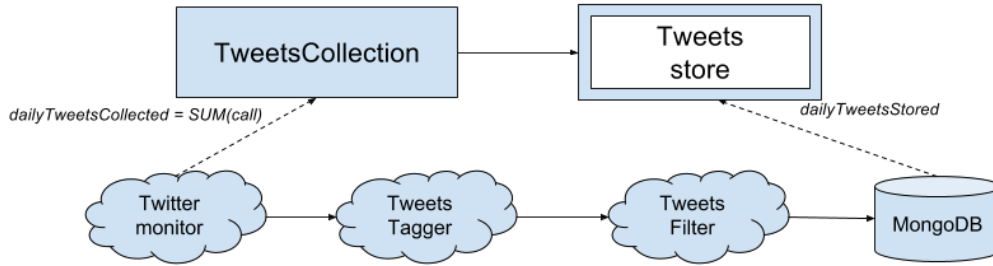 TweetsCollection
Tweets
store
dailyTweetsCollected = SUM(call)
dailyTweetsStored
Twitter
monitor
Tweets
Tagger
Tweets
Filter
MongoDB